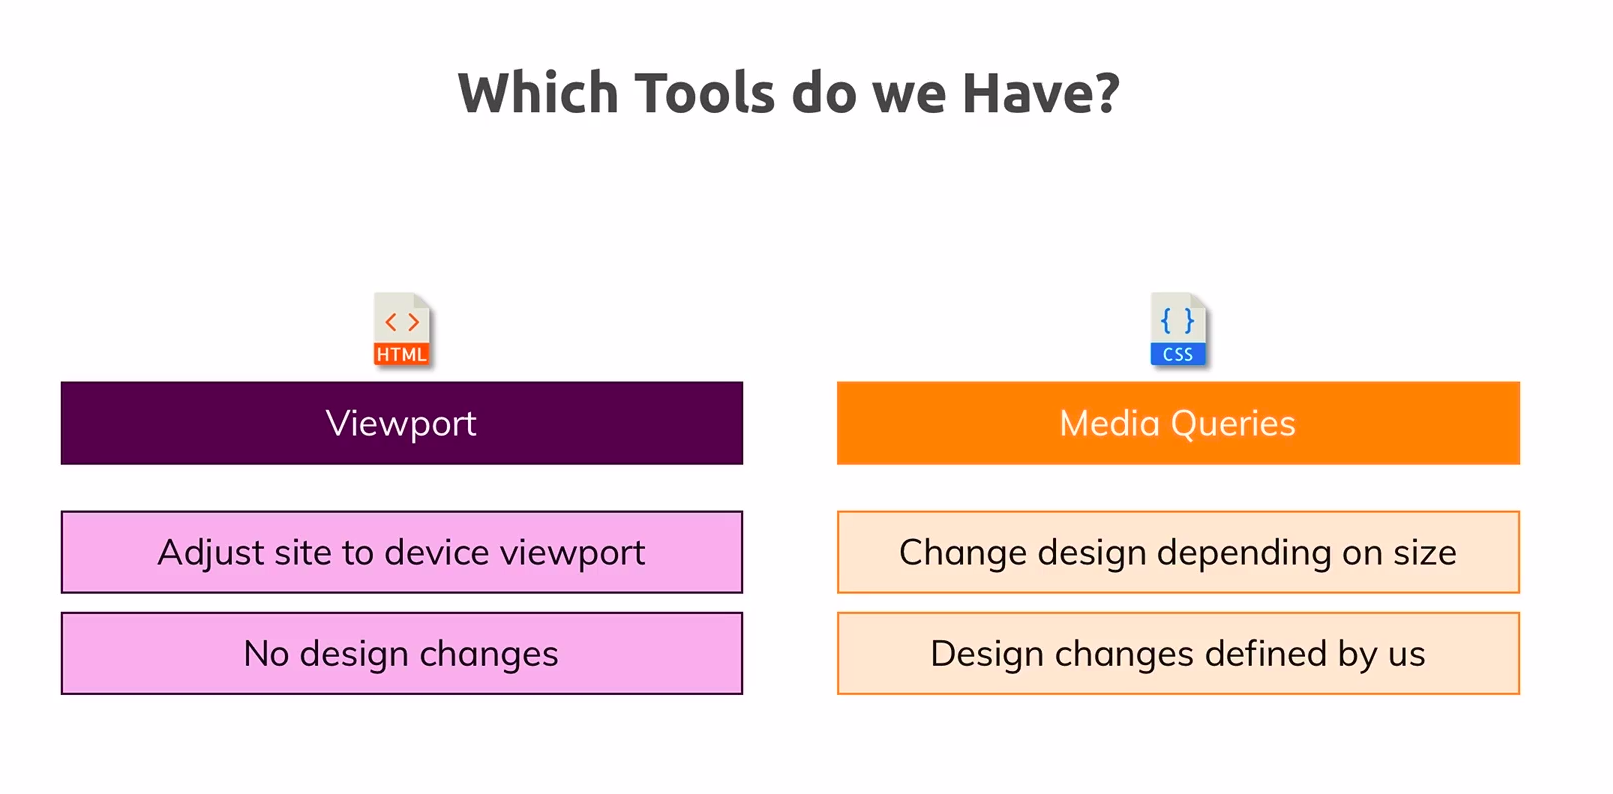 Which Tools do we Have?
< >
HTML
Viewport
Adjust site to device viewport
No design changes
{ }
CSS
Media Queries
Change design depending on size
Design changes defined by us